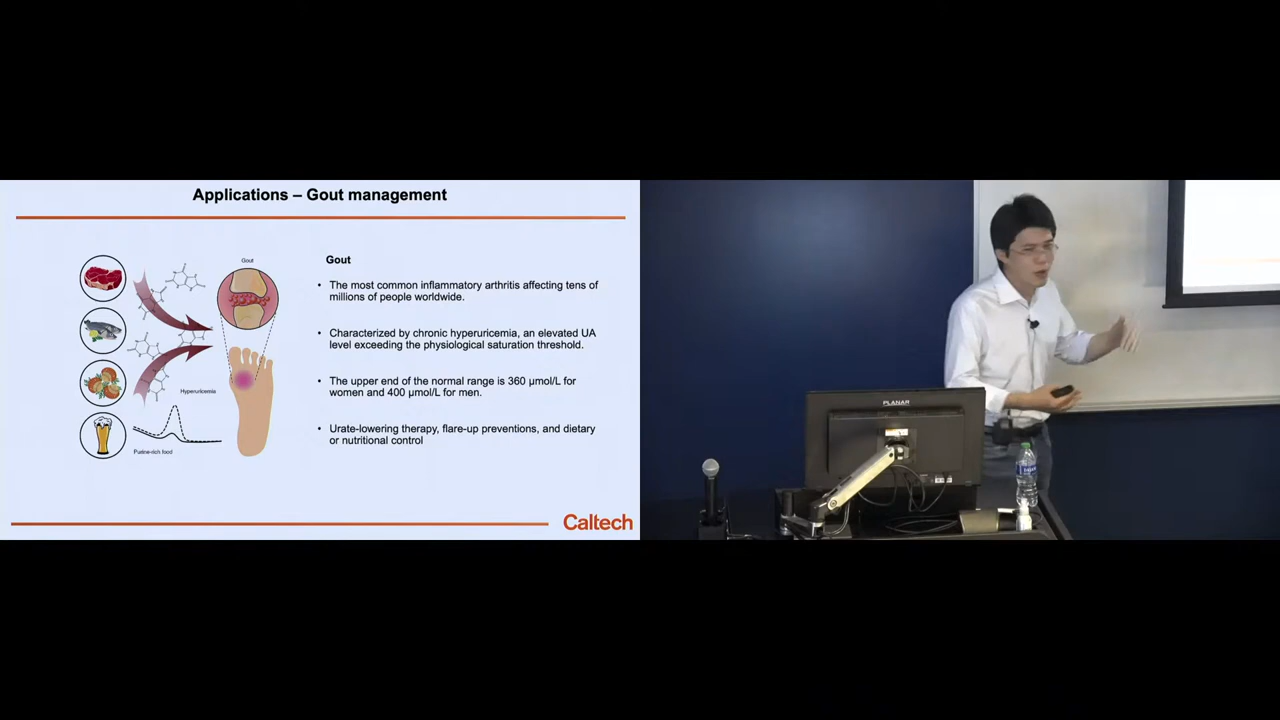 Applications – Gout management
Gout
Hyperuricemia
Purine-rich food
Gout
• The most common inflammatory arthritis affecting tens of
millions of people worldwide.
• Characterized by chronic hyperuricemia, an elevated UA
level exceeding the physiological saturation threshold.
• The upper end of the normal range is 360 µmol/L for
women and 400 µmol/L for men.
• Urate-lowering therapy, flare-up preventions, and dietary
or nutritional control
Caltech
PLANAR